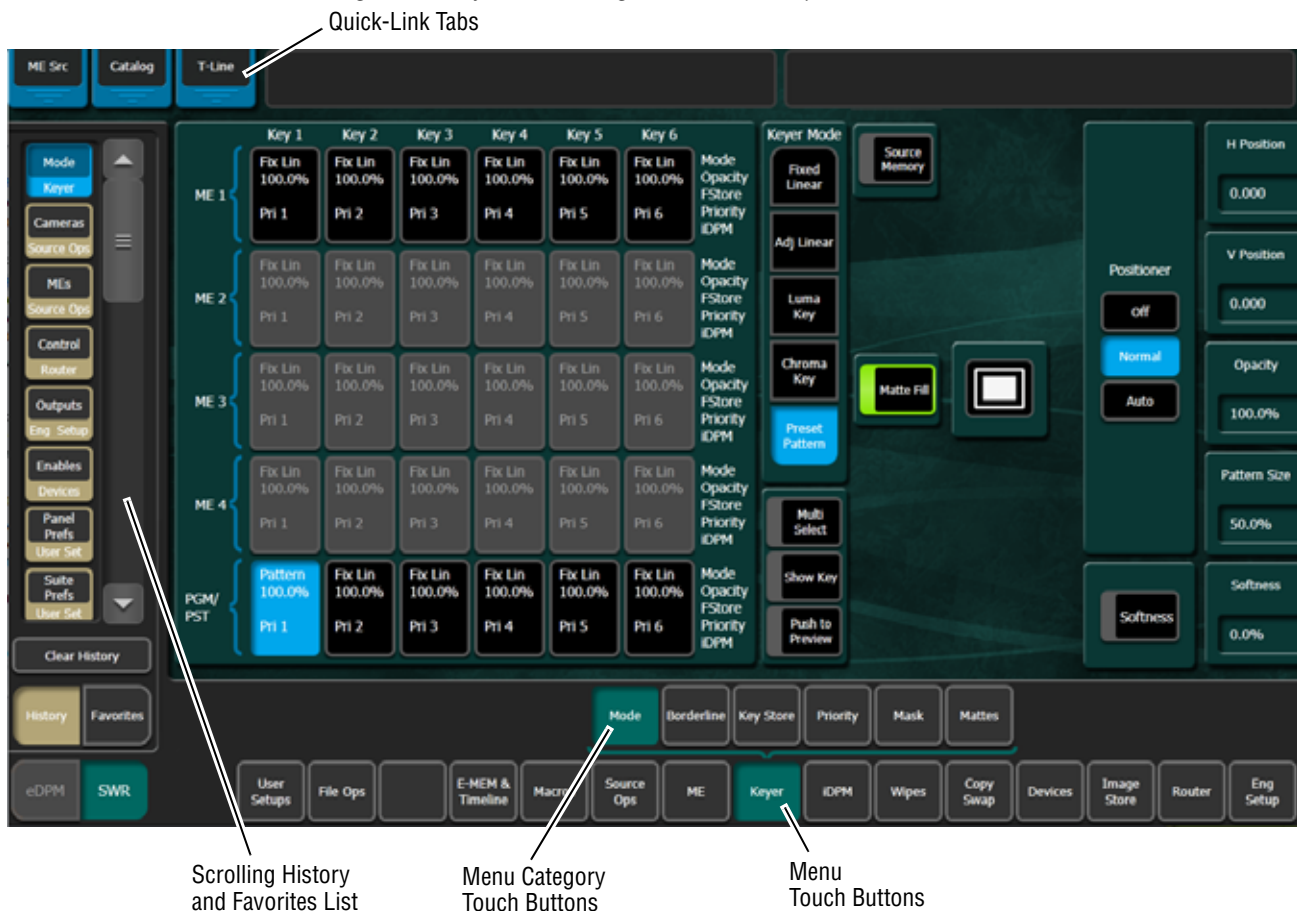 Quick-Link Tabs
ME Src Catalog T-Line
Key 1 Key 2 Key 3 Key 4 Key 5 Key 6 Keyer Mode
Mode
Keyer
Cameras
Source Ops
MEs
Source Ops
Control
Router
Outputs
Eng Setup
Enables
Devices
Panel
Prefs
User Set
Suite
Prefs
User Set
Clear History
History Favorites
eDPM SWR
ME 1
Fix Lin Fix Lin Fix Lin Fix Lin Fix Lin Fix Lin Mode
100.0% 100.0% 100.0% 100.0% 100.0% 100.0% Opacity
FStore
Pri 1 Pri 2 Pri 3 Pri 4 Pri 5 Pri 6 Priority
iDPM
ME 2
Fix Lin Fix Lin Fix Lin Fix Lin Fix Lin Fix Lin Mode
100.0% 100.0% 100.0% 100.0% 100.0% 100.0% Opacity
FStore
Pri 1 Pri 2 Pri 3 Pri 4 Pri 5 Pri 6 Priority
iDPM
ME 3
Fix Lin Fix Lin Fix Lin Fix Lin Fix Lin Fix Lin Mode
100.0% 100.0% 100.0% 100.0% 100.0% 100.0% Opacity
FStore
Pri 1 Pri 2 Pri 3 Pri 4 Pri 5 Pri 6 Priority
iDPM
ME 4
Fix Lin Fix Lin Fix Lin Fix Lin Fix Lin Fix Lin Mode
100.0% 100.0% 100.0% 100.0% 100.0% 100.0% Opacity
FStore
Pri 1 Pri 2 Pri 3 Pri 4 Pri 5 Pri 6 Priority
iDPM
PGM/
PST
Pattern Fix Lin Fix Lin Fix Lin Fix Lin Fix Lin Mode
100.0% 100.0% 100.0% 100.0% 100.0% 100.0% Opacity
FStore
Pri 1 Pri 2 Pri 3 Pri 4 Pri 5 Pri 6 Priority
iDPM
Fixed
Linear
Adj Linear
Luma
Key
Chroma
Key
Preset
Pattern
Multi
Select
Show Key
Push to
Preview
Source
Memory
Matte Fill
Positioner
Off
Normal
Auto
Softness
H Position
0.000
V Position
0.000
Opacity
100.0%
Pattern Size
50.0%
Softness
0.0%
Mode Borderline Key Store Priority Mask Mattes
User
Setups
File Ops
E-MEM &
Timeline
Source
Ops
ME
Keyer
iDPM
Wipes
Copy
Swap
Devices
Image
Store
Router
Eng
Setup
Scrolling History
and Favorites List
Menu Category
Touch Buttons
Menu
Touch Buttons